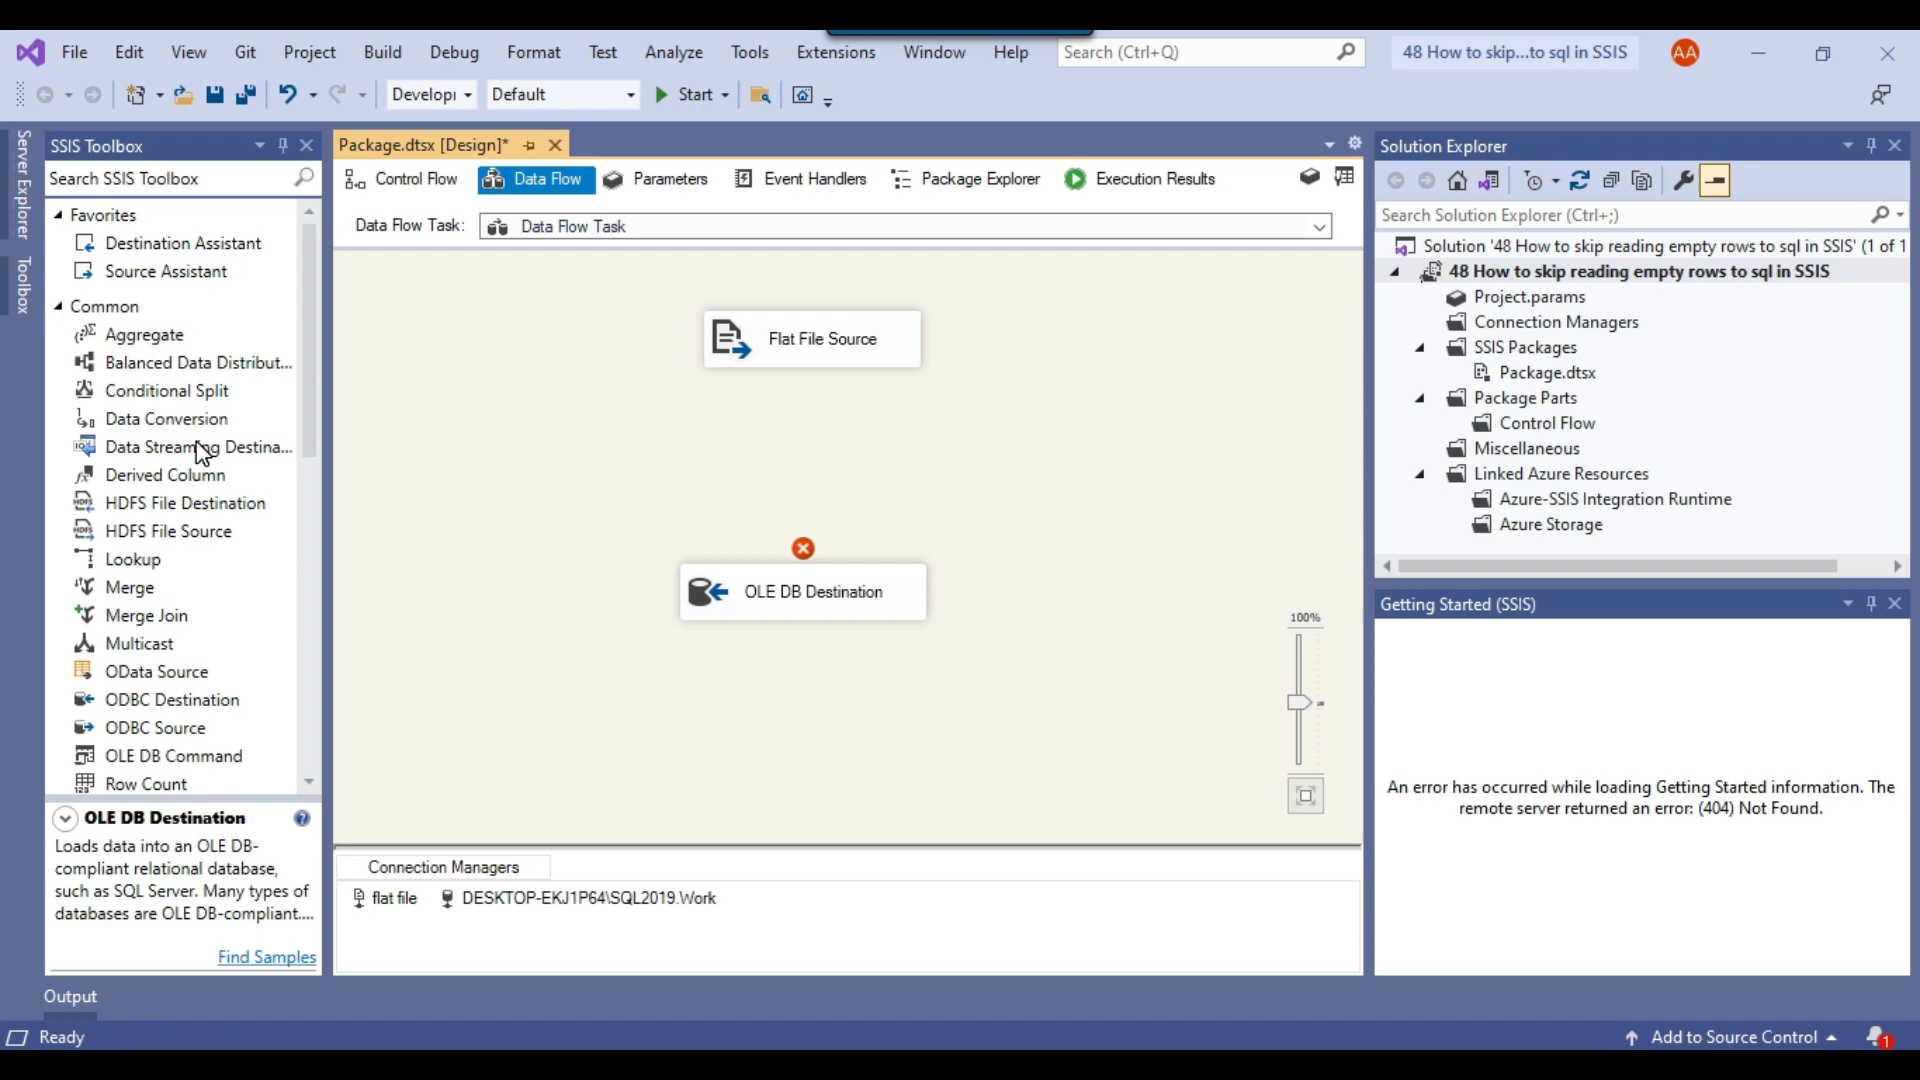 File Edit View Git Project Build Debug Format Test Analyze Tools Extensions Window Help Search (Ctrl+Q) 48 How to skip...to sql in SSIS AA
Default Start
SSIS Toolbox
Search SSIS Toolbox
Favorites
Destination Assistant
Source Assistant
Common
Aggregate
Balanced Data Distribut...
Conditional Split
Data Conversion
Data Streaming Destina...
Derived Column
HDFS File Destination
HDFS File Source
Lookup
Merge
Merge Join
Multicast
OData Source
ODBC Destination
ODBC Source
OLE DB Command
Row Count
OLE DB Destination
Loads data into an OLE DB-
compliant relational database,
such as SQL Server. Many types of
databases are OLE DB-compliant....
Find Samples
Server Explorer
Toolbox
Package.dtsx [Design]*
Control Flow Data Flow Parameters Event Handlers Package Explorer Execution Results
Data Flow Task: Data Flow Task
Flat File Source
OLE DB Destination
100%
Connection Managers
flat file DESKTOP-EKJ1P64\SQL2019.Work
Solution Explorer
Search Solution Explorer (Ctrl+;)
Solution '48 How to skip reading empty rows to sql in SSIS' (1 of 1
48 How to skip reading empty rows to sql in SSIS
Project.params
Connection Managers
SSIS Packages
Package.dtsx
Package Parts
Control Flow
Miscellaneous
Linked Azure Resources
Azure-SSIS Integration Runtime
Azure Storage
Getting Started (SSIS)
An error has occurred while loading Getting Started information. The
remote server returned an error: (404) Not Found.
Output
Ready
Add to Source Control 1